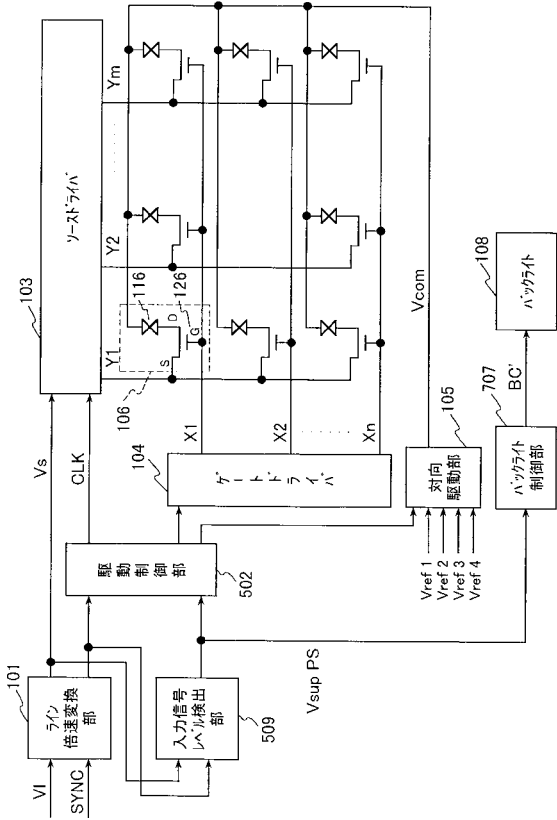 VI
SYNC
101
ライン
倍速変換
部
入力信号
レベル検出
部
509
Vs
CLK
駆動制御部
502
Vsup PS
103
ソースドライバ
104
ゲートドライバ
Y1
Y2
Ym
106
116
126
S
D
G
X1
X2
Xn
Vref 1
Vref 2
Vref 3
Vref 4
対向
駆動部
105
Vcom
707
バックライト
制御部
BC'
108
バックライト